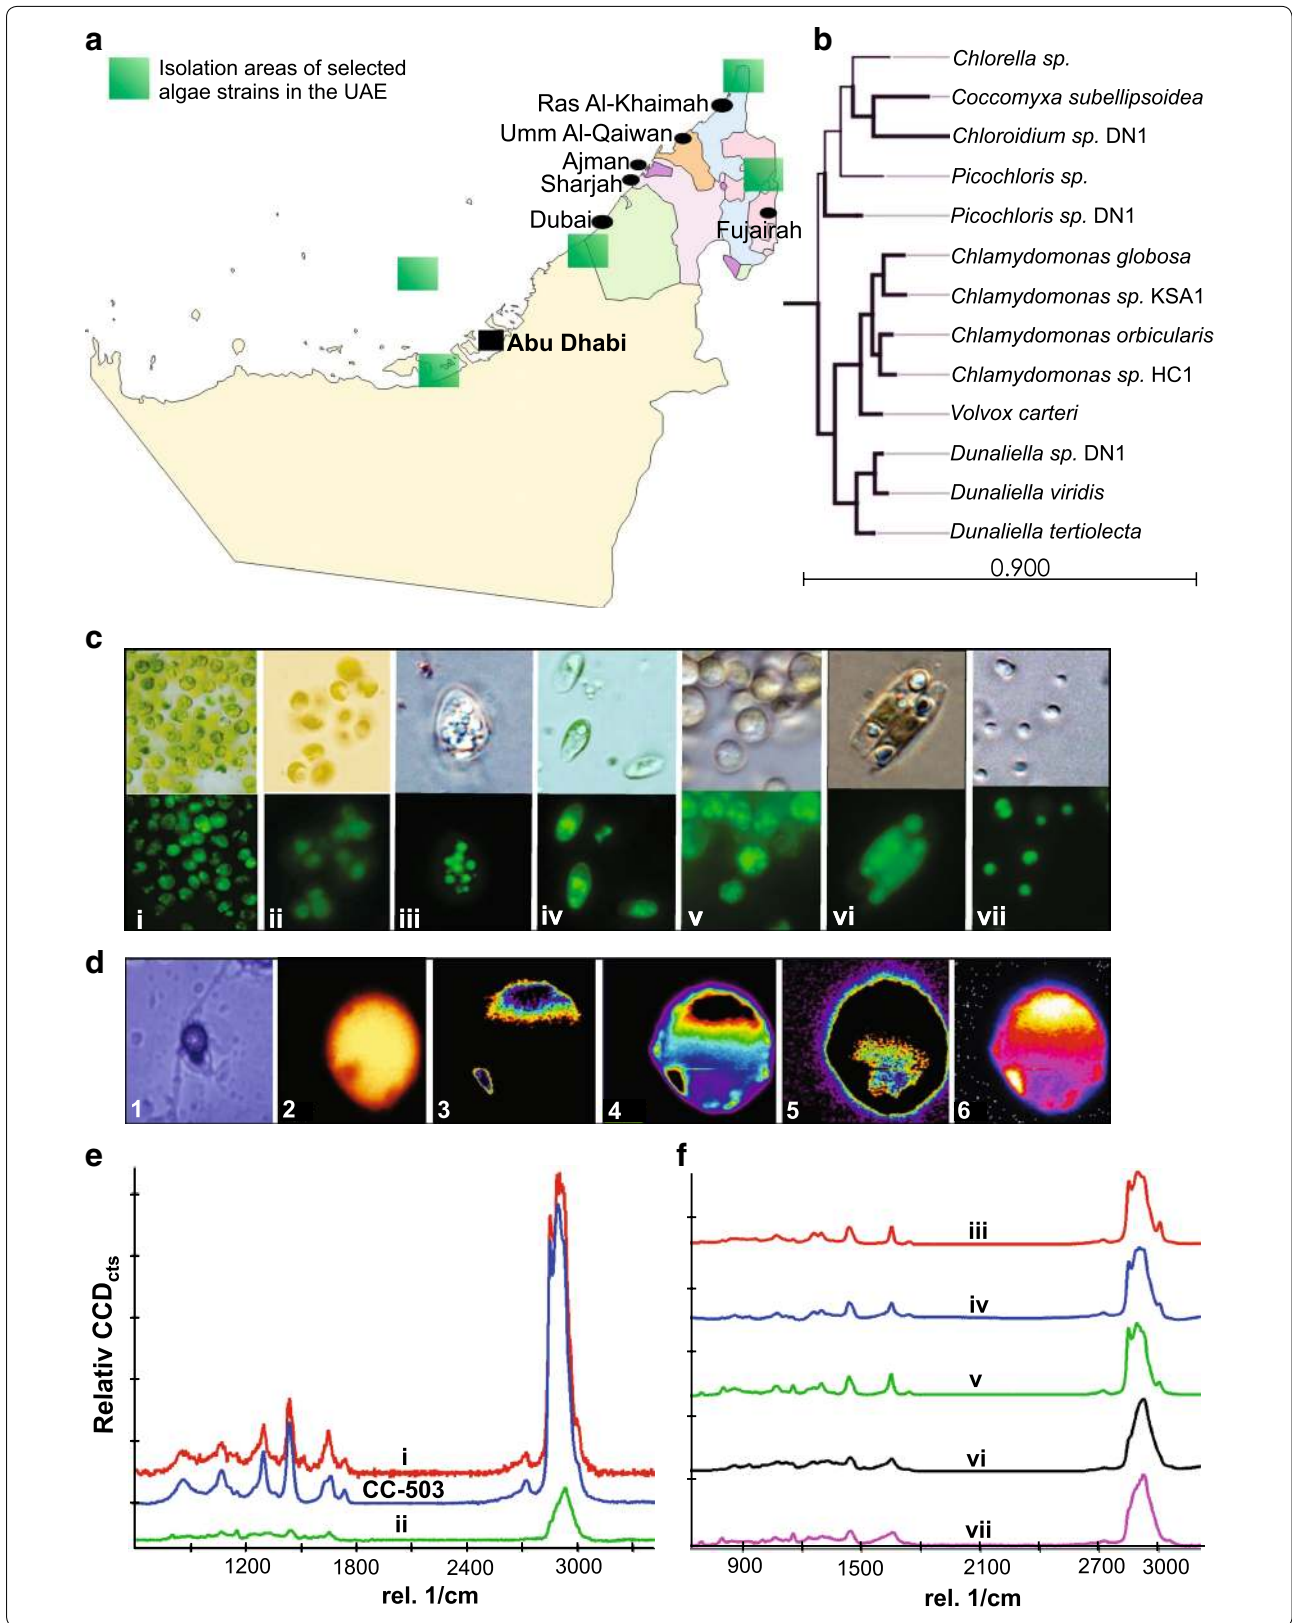 a
Isolation areas of selected
algae strains in the UAE
Ras Al-Khaimah
Umm Al-Qaiwan
Ajman
Sharjah
Dubai
Fujairah
Abu Dhabi
b
Chlorella sp.
Coccomyxa subellipsoidea
Chloroidium sp. DN1
Picochloris sp.
Picochloris sp. DN1
Chlamydomonas globosa
Chlamydomonas sp. KSA1
Chlamydomonas orbicularis
Chlamydomonas sp. HC1
Volvox carteri
Dunaliella sp. DN1
Dunaliella viridis
Dunaliella tertiolecta
0.900
c
i ii iii iv v vi vii
d
1 2 3 4 5 6
e
Relativ CCDcts
i
CC-503
ii
1200 1800 2400 3000
rel. 1/cm
f
iii
iv
v
vi
vii
900 1500 2100 2700 3000
rel. 1/cm